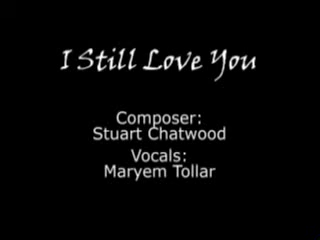 I Still Love You
Composer:
Stuart Chatwood
Vocals:
Maryem Tollar